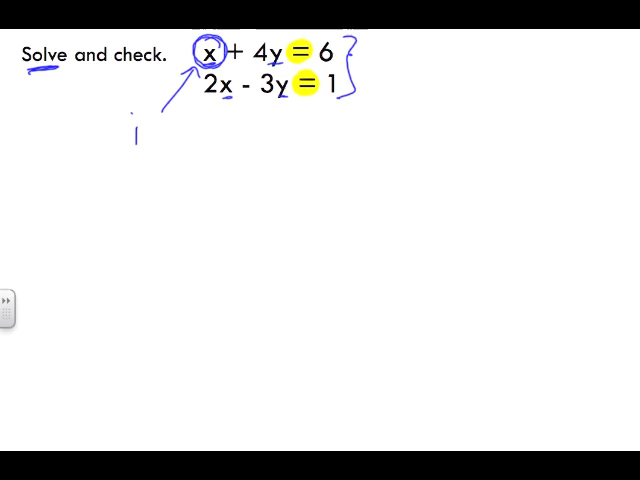 Solve and check. x + 4y = 6
2x - 3y = 1
i